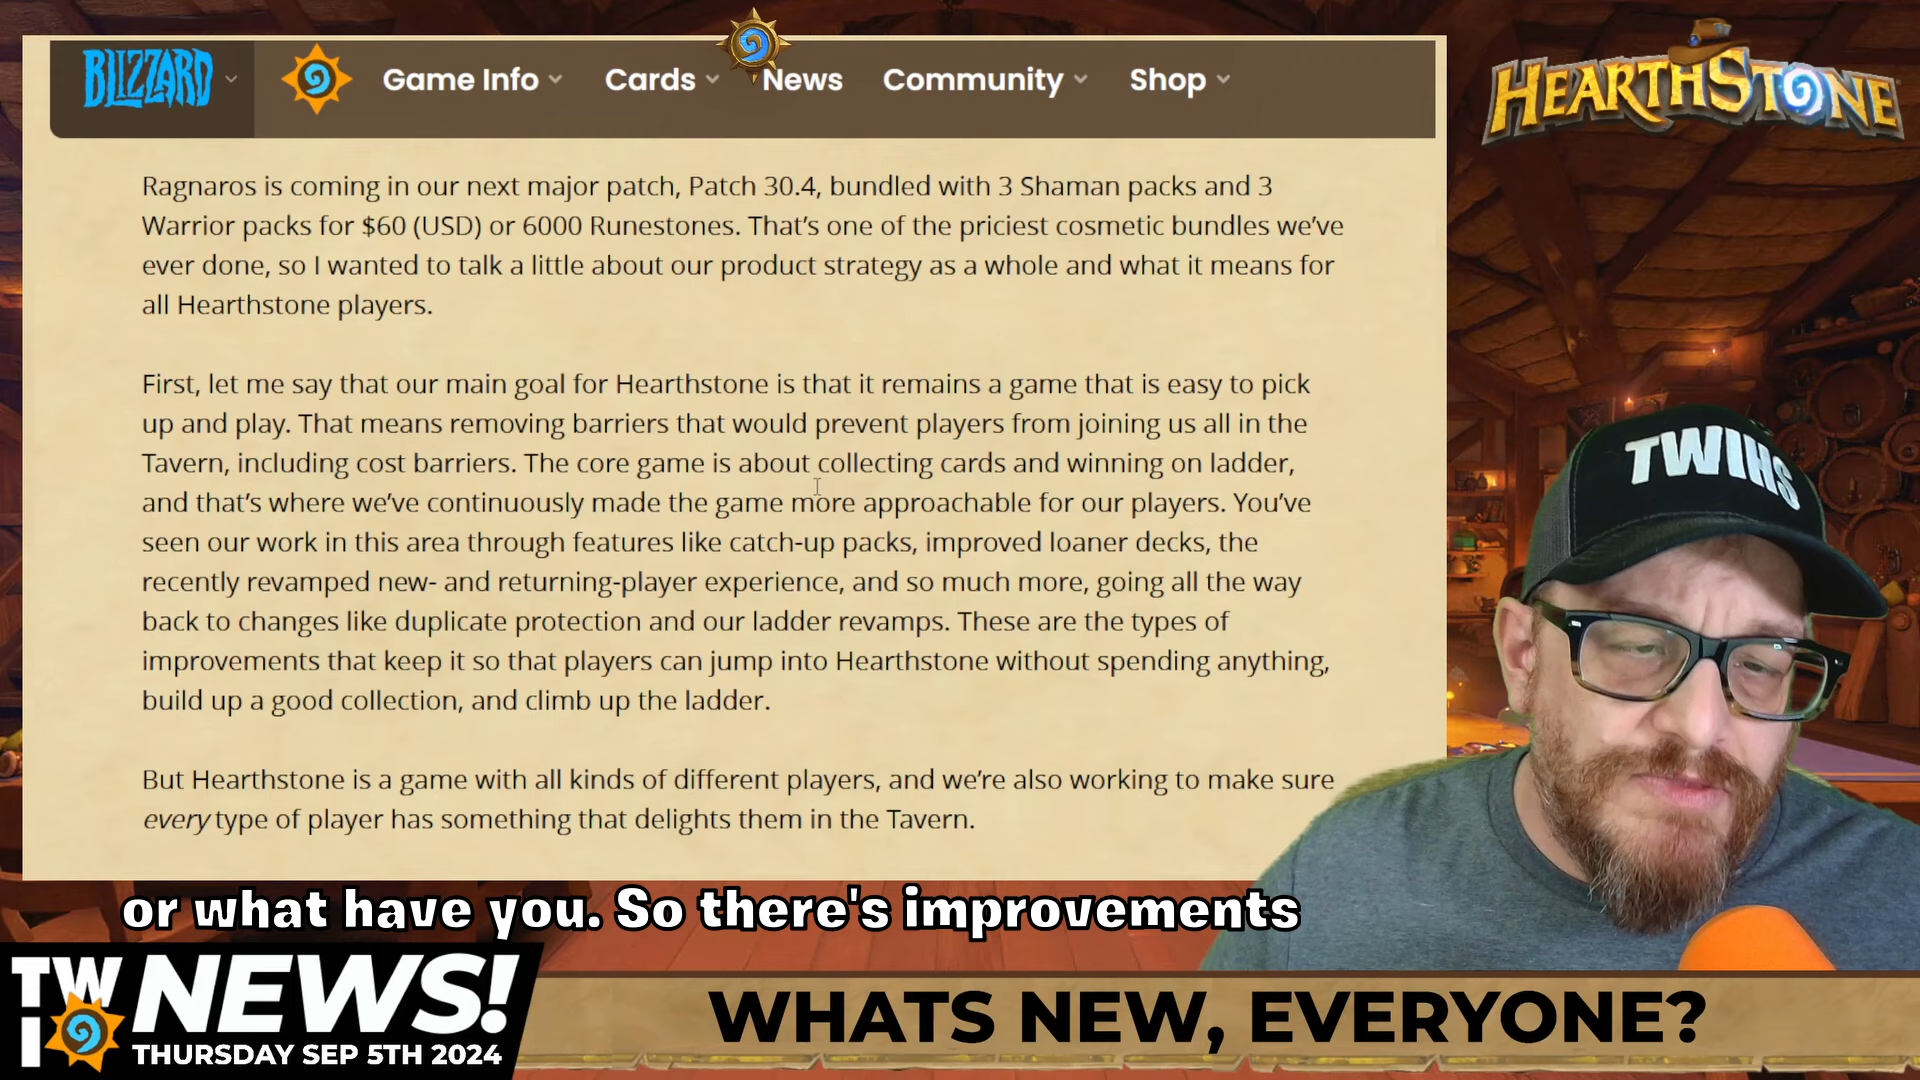 BLIZZARD
Game Info
Cards
News
Community
Shop
HEARTHSTONE
Ragnaros is coming in our next major patch, Patch 30.4, bundled with 3 Shaman packs and 3
Warrior packs for $60 (USD) or 6000 Runestones. That’s one of the priciest cosmetic bundles we’ve
ever done, so I wanted to talk a little about our product strategy as a whole and what it means for
all Hearthstone players.
First, let me say that our main goal for Hearthstone is that it remains a game that is easy to pick
up and play. That means removing barriers that would prevent players from joining us all in the
Tavern, including cost barriers. The core game is about collecting cards and winning on ladder,
and that’s where we’ve continuously made the game more approachable for our players. You’ve
seen our work in this area through features like catch-up packs, improved loaner decks, the
recently revamped new- and returning-player experience, and so much more, going all the way
back to changes like duplicate protection and our ladder revamps. These are the types of
improvements that keep it so that players can jump into Hearthstone without spending anything,
build up a good collection, and climb up the ladder.
But Hearthstone is a game with all kinds of different players, and we’re also working to make sure
every type of player has something that delights them in the Tavern.
TWIHS
or what have you. So there's improvements
TW
I
NEWS!
THURSDAY SEP 5TH 2024
WHATS NEW, EVERYONE?